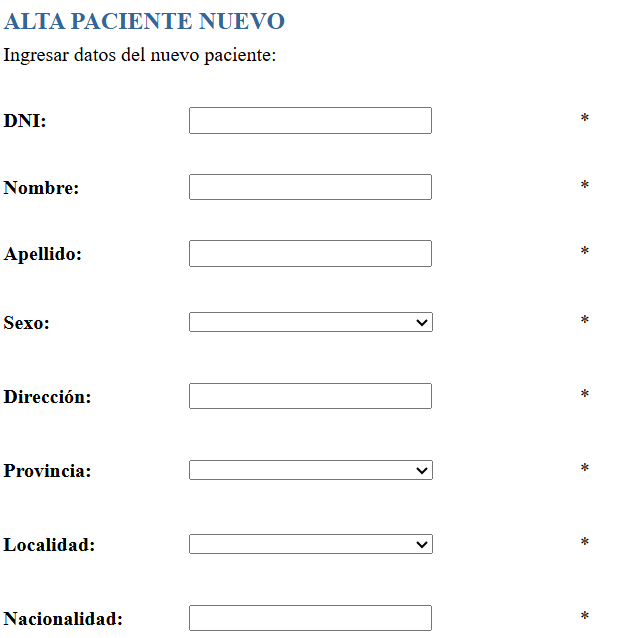 ALTA PACIENTE NUEVO
Ingresar datos del nuevo paciente:
DNI: *
Nombre: *
Apellido: *
Sexo: *
Dirección: *
Provincia: *
Localidad: *
Nacionalidad: *